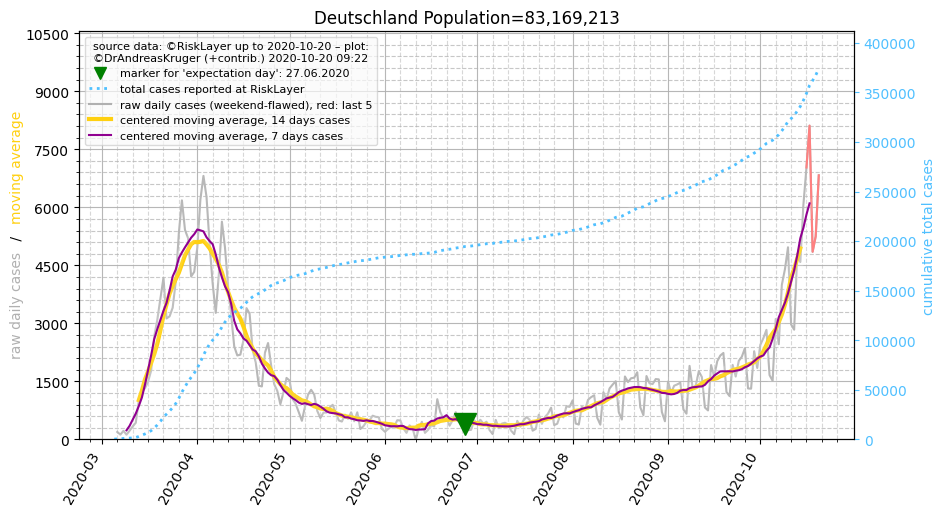 Deutschland Population=83,169,213
source data: ©RiskLayer up to 2020-10-20 – plot:
©DrAndreasKruger (+contrib.) 2020-10-20 09:22
marker for 'expectation day': 27.06.2020
total cases reported at RiskLayer
raw daily cases (weekend-flawed), red: last 5
centered moving average, 14 days cases
centered moving average, 7 days cases
raw daily cases / moving average
10500
9000
7500
6000
4500
3000
1500
0
400000
350000
300000
250000
200000
150000
100000
50000
0
cumulative total cases
2020-03
2020-04
2020-05
2020-06
2020-07
2020-08
2020-09
2020-10